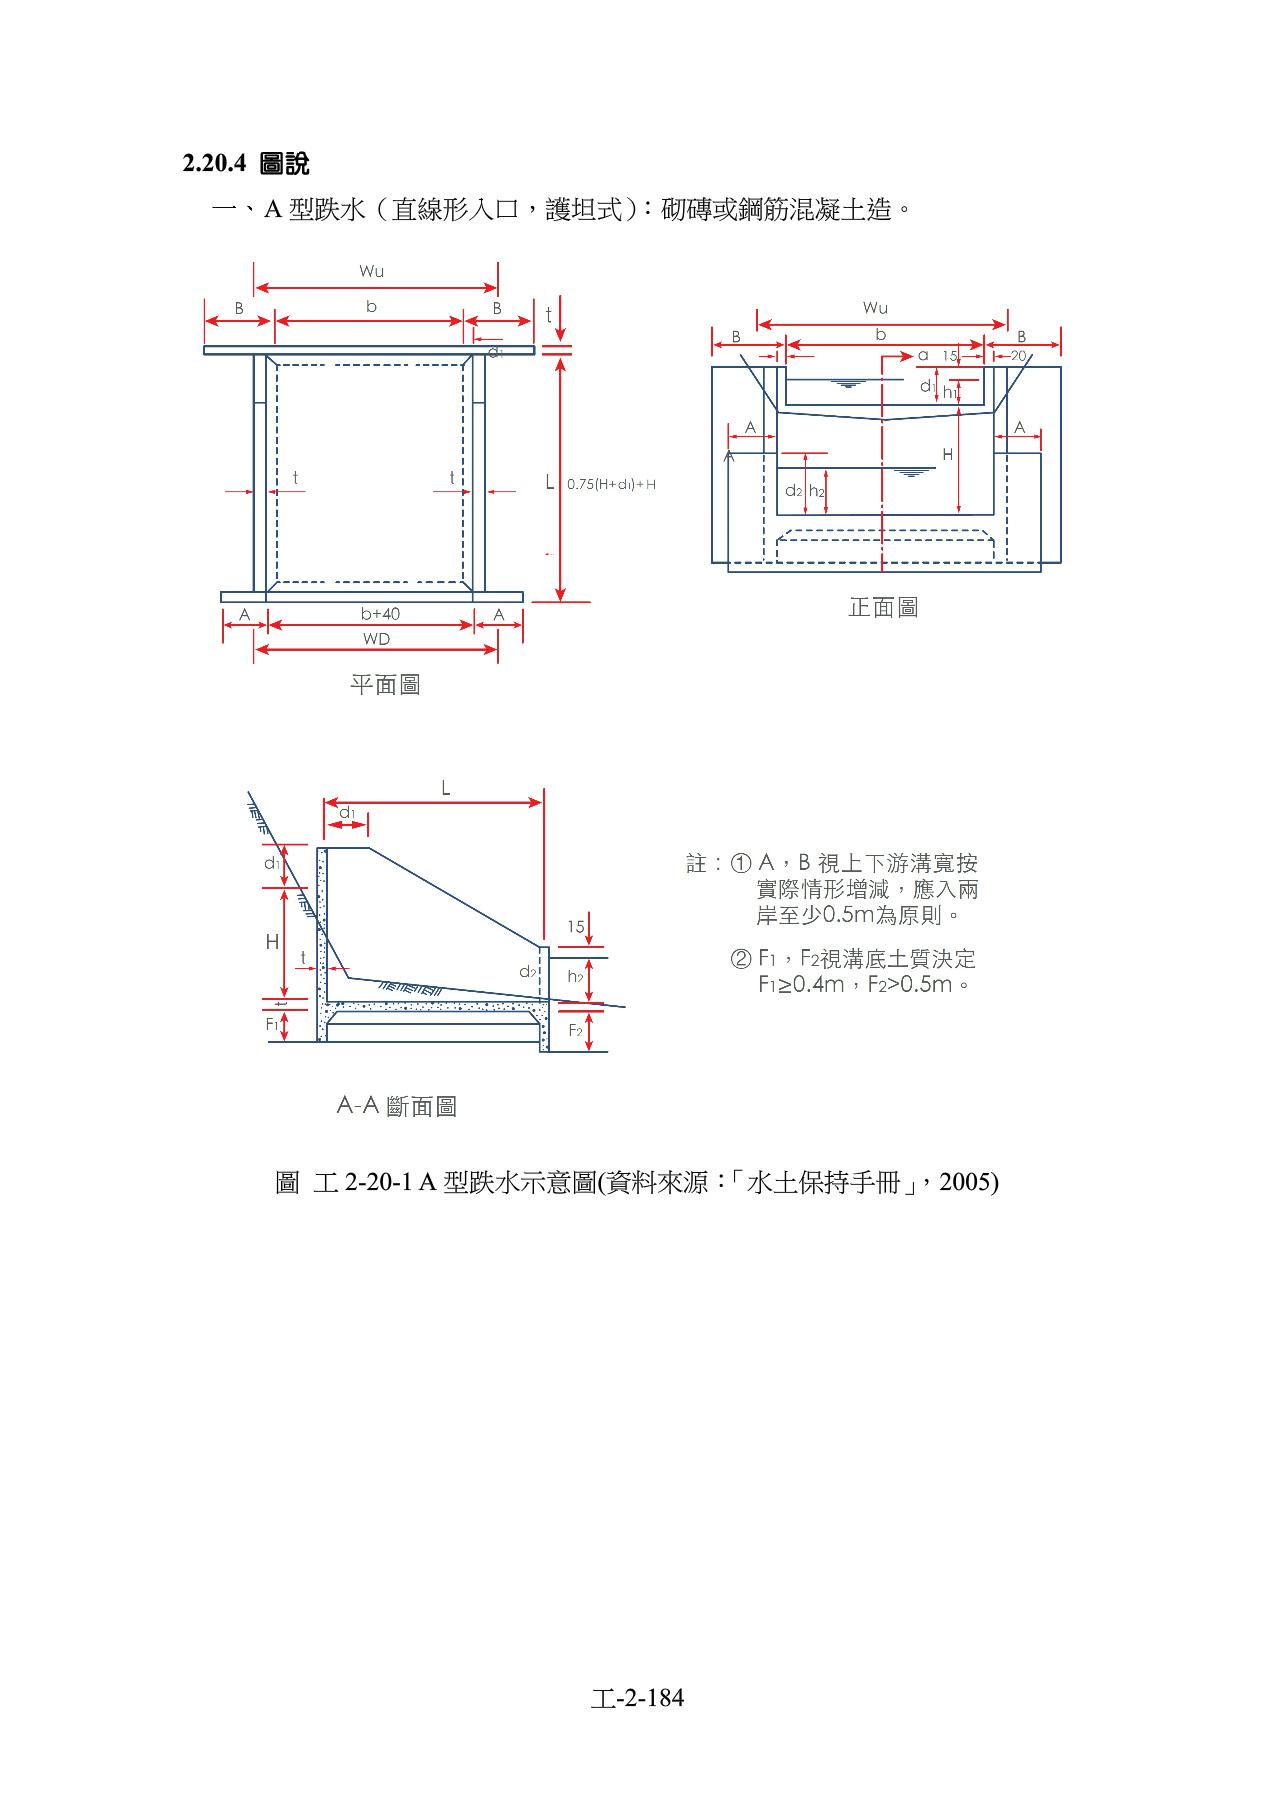 2.20.4 圖說
一、A 型跌水（直線形入口，護坦式）：砌磚或鋼筋混凝土造。
Wu
B b B t
d1
t t L 0.75(H+d1)+H
A b+40 A
WD
平面圖
Wu
B b B
a 15 20
d1 h1
A A
A H
d2 h2
正面圖
L
d1
d1
15
H t d2 h2
t
F1 F2
A-A 斷面圖
註：① A，B 視上下游溝寬按
實際情形增減，應入兩
岸至少0.5m為原則。
② F1，F2視溝底土質決定
F1≧0.4m，F2>0.5m。
圖 工 2-20-1 A 型跌水示意圖(資料來源：「水土保持手冊」，2005)
工-2-184